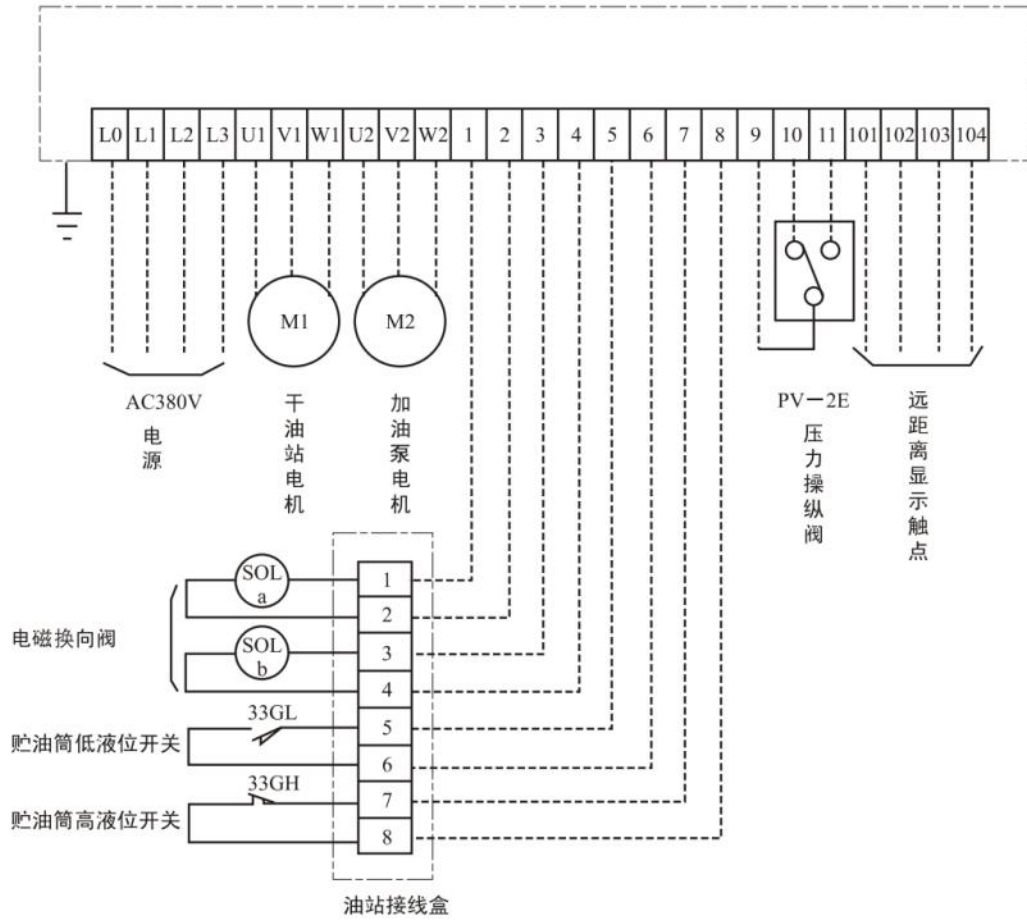 L0 L1 L2 L3 U1 V1 W1 U2 V2 W2 1 2 3 4 5 6 7 8 9 10 11 101 102 103 104
M1
M2
AC380V
电源
干油站电机
加油泵电机
PV－2E
压力操纵阀
远距离显示触点
电磁换向阀
SOL
a
SOL
b
1
2
3
4
贮油筒低液位开关
33GL
5
6
贮油筒高液位开关
33GH
7
8
油站接线盒